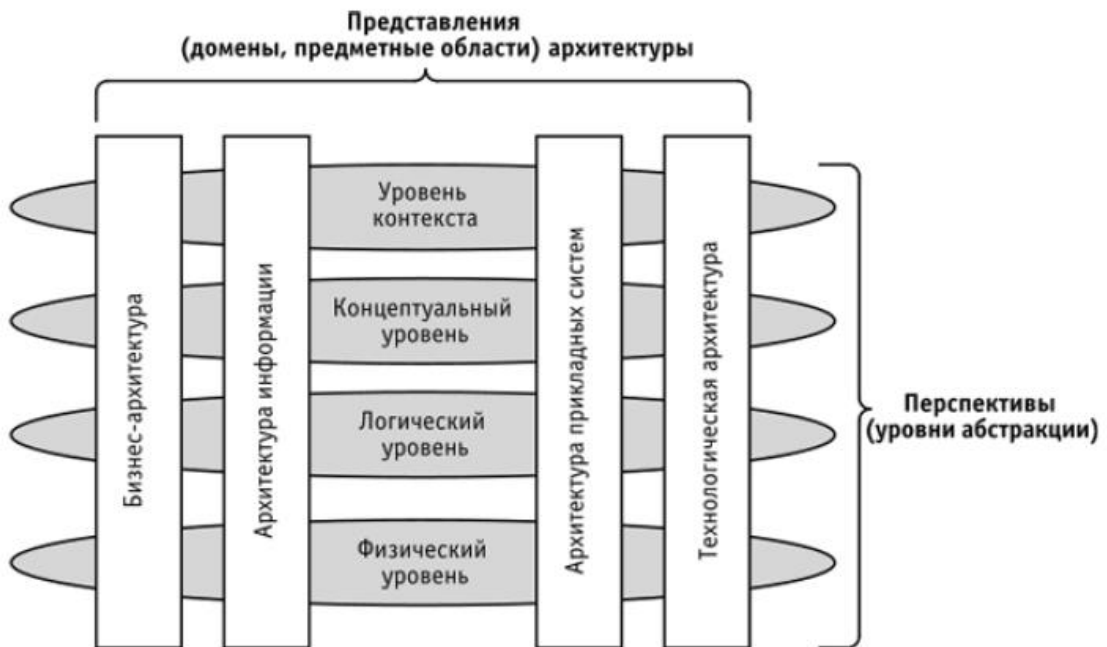 Представления
(домены, предметные области) архитектуры
Бизнес-архитектура
Архитектура информации
Уровень
контекста
Концептуальный
уровень
Логический
уровень
Физический
уровень
Архитектура прикладных систем
Технологическая архитектура
Перспективы
(уровни абстракции)